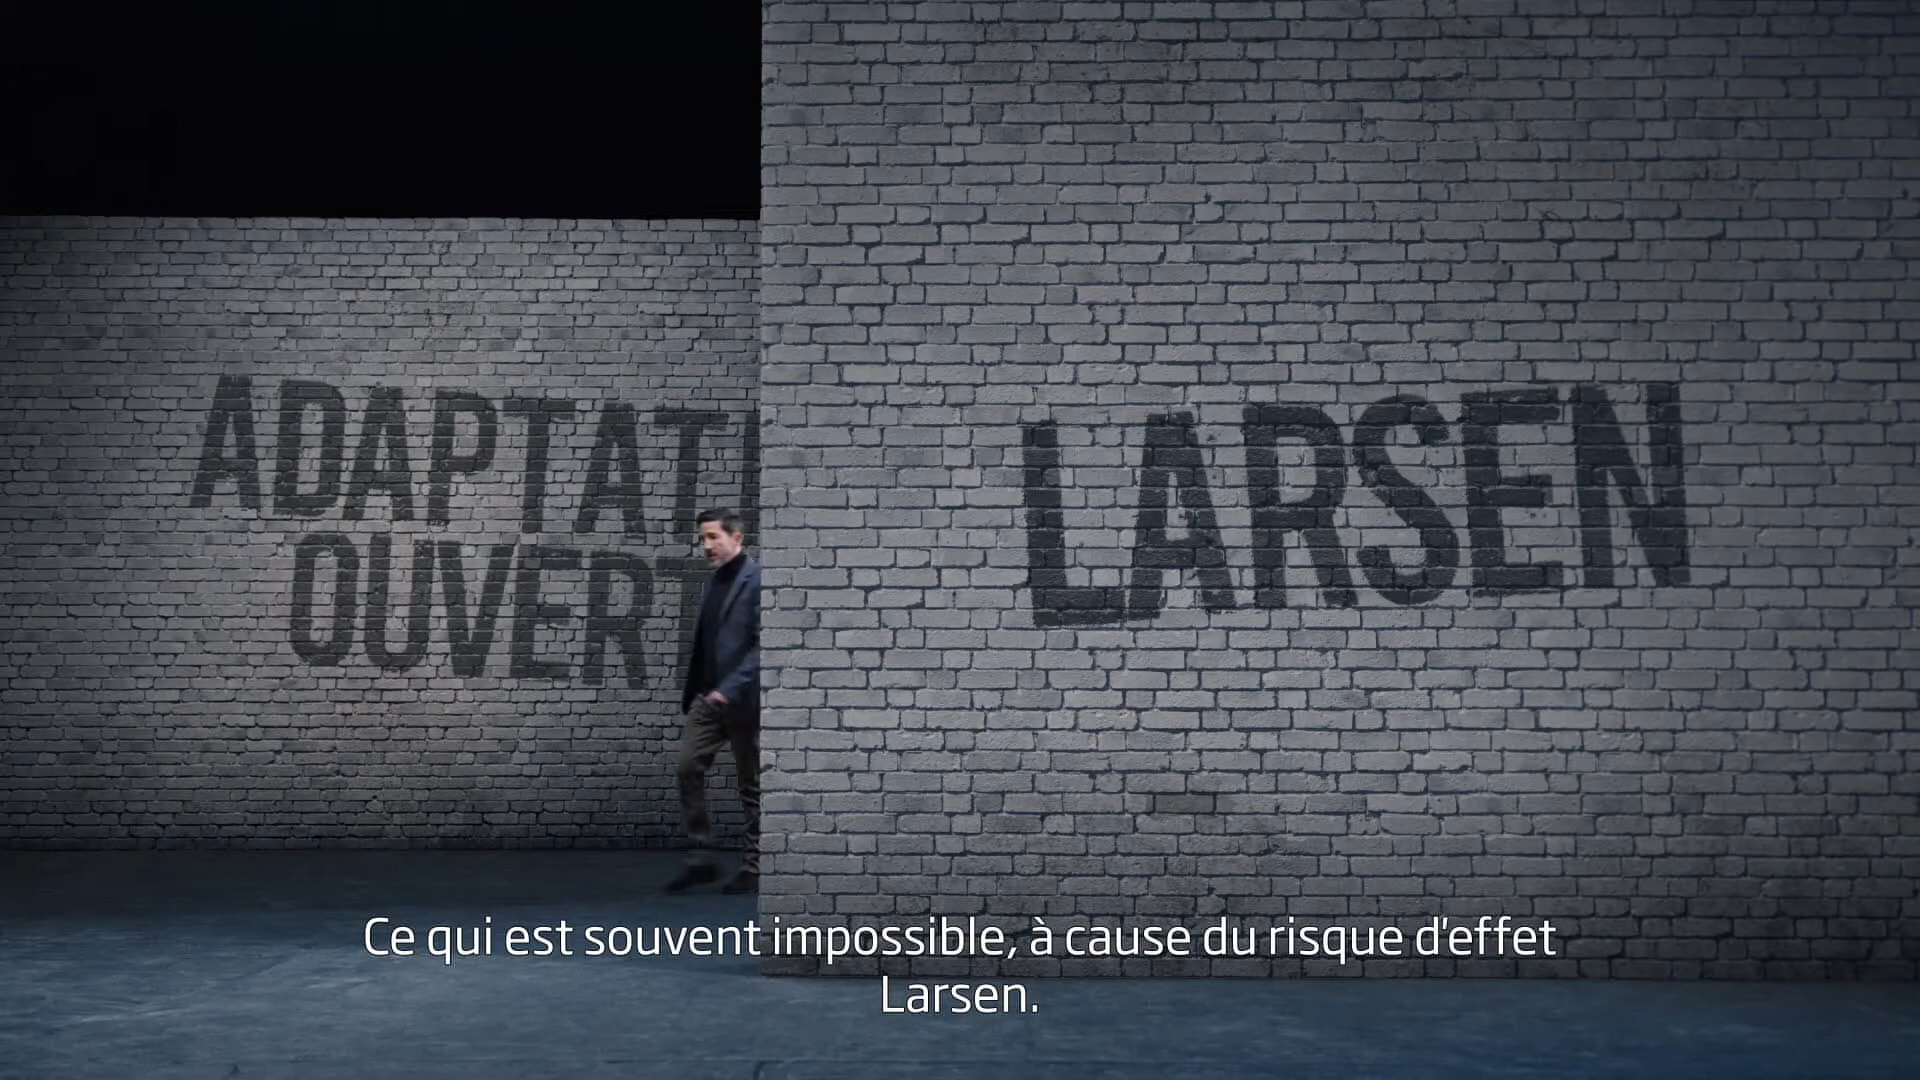 ADAPTATI
OUVERT
LARSEN
Ce qui est souvent impossible, à cause du risque d'effet
Larsen.